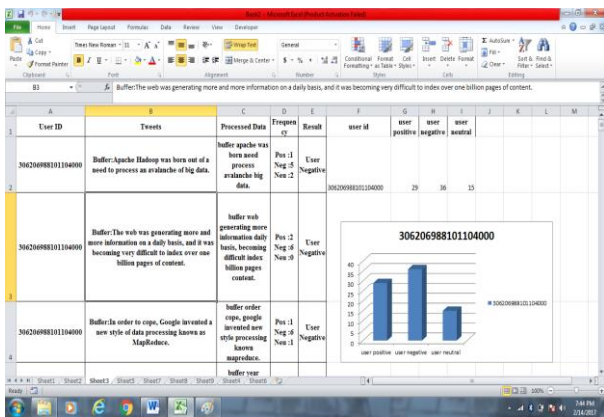 Book2 - Microsoft Excel (Product Activation Failed)
File Home Insert Page Layout Formulas Data Review View Developer
Cut
Copy
Format Painter
Paste
Clipboard
Times New Roman 11
Font
Wrap Text
Merge & Center
Alignment
General
Number
Conditional Formatting
Format as Table
Cell Styles
Styles
Insert Delete Format
Cells
AutoSum
Fill
Clear
Sort & Filter
Find & Select
Editing
B3 Buffer:The web was generating more and more information on a daily basis, and it was becoming very difficult to index over one billion pages of content.
A B C D E F G H I J K L M
1 User ID Tweets Processed Data Frequency Result user id user positive user negative user neutral
2 306206988101104000
Buffer:Apache Hadoop was born out of a
need to process an avalanche of big data.
buffer apache was
born need
process
avalanche big
data.
Pos :1
Neg :5
Neu :2
User
Negative
306206988101104000 29 36 15
3 306206988101104000
Buffer:The web was generating more and
more information on a daily basis, and it was
becoming very difficult to index over one
billion pages of content.
buffer web
generating more
information daily
basis, becoming
difficult index
billion pages
content.
Pos :2
Neg :6
Neu :0
User
Negative
306206988101104000
40
35
30
25
20
15
10
5
0
user positive user negative user neutral
306206988101104000
4 306206988101104000
Buffer:In order to cope, Google invented a
new style of data processing known as
MapReduce.
buffer order
cope, google
invented new
style processing
known
mapreduce.
Pos :1
Neg :6
Neu :1
User
Negative
buffer year
Sheet1 Sheet2 Sheet3 Sheet5 Sheet7 Sheet8 Sheet9 Sheet4 Sheet6
Ready
100%
7:44 PM